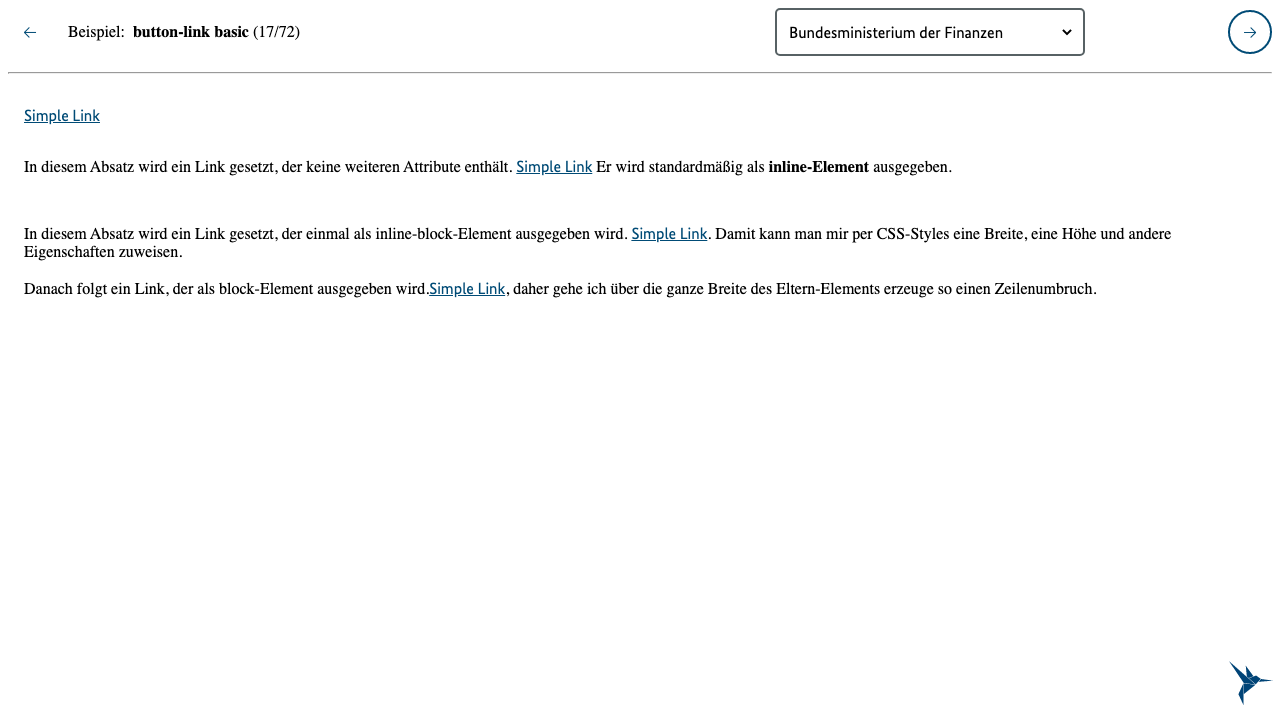 Beispiel: button-link basic (17/72)
Bundesministerium der Finanzen
Simple Link
In diesem Absatz wird ein Link gesetzt, der keine weiteren Attribute enthält. Simple Link Er wird standardmäßig als inline-Element ausgegeben.
In diesem Absatz wird ein Link gesetzt, der einmal als inline-block-Element ausgegeben wird. Simple Link. Damit kann man mir per CSS-Styles eine Breite, eine Höhe und andere
Eigenschaften zuweisen.
Danach folgt ein Link, der als block-Element ausgegeben wird.Simple Link, daher gehe ich über die ganze Breite des Eltern-Elements erzeuge so einen Zeilenumbruch.